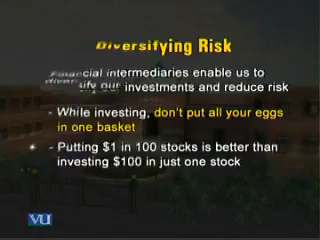 Diversifying Risk
Financial intermediaries enable us to
diversify our investments and reduce risk
- While investing, don't put all your eggs
in one basket
- Putting $1 in 100 stocks is better than
investing $100 in just one stock
VU